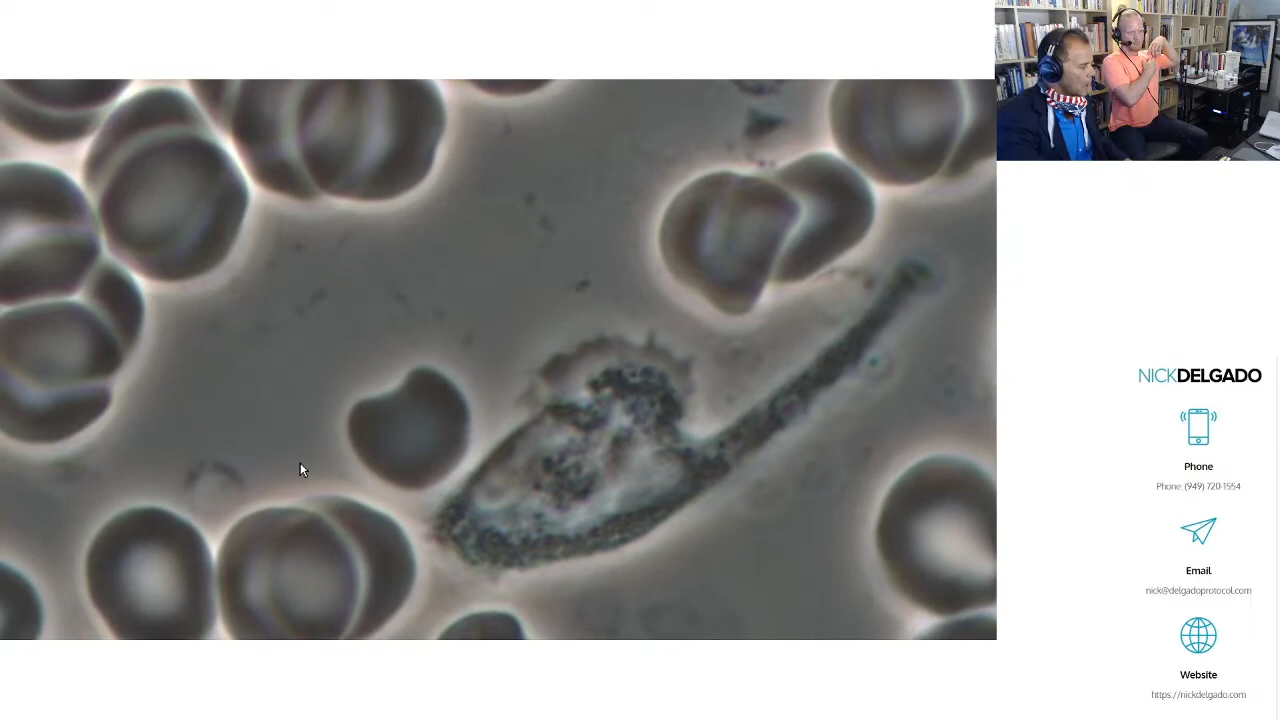 NICKDELGADO
Phone
Phone: (949) 720-1554
Email
nick@delgadoprotocol.com
Website
https://nickdelgado.com